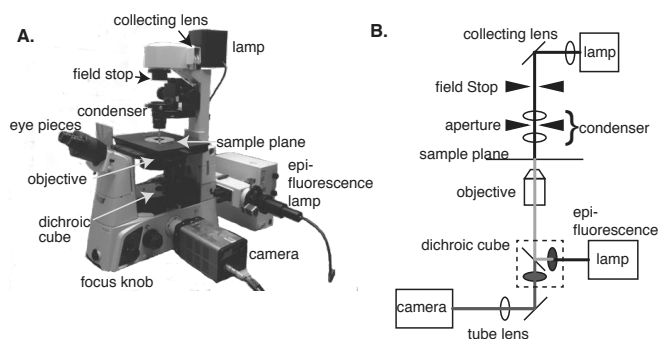 A.
collecting lens
lamp
field stop
condenser
eye pieces
sample plane
objective
epi-
fluorescence
lamp
dichroic
cube
camera
focus knob
B.
collecting lens
lamp
field Stop
aperture
condenser
sample plane
objective
epi-
fluorescence
dichroic cube
lamp
camera
tube lens